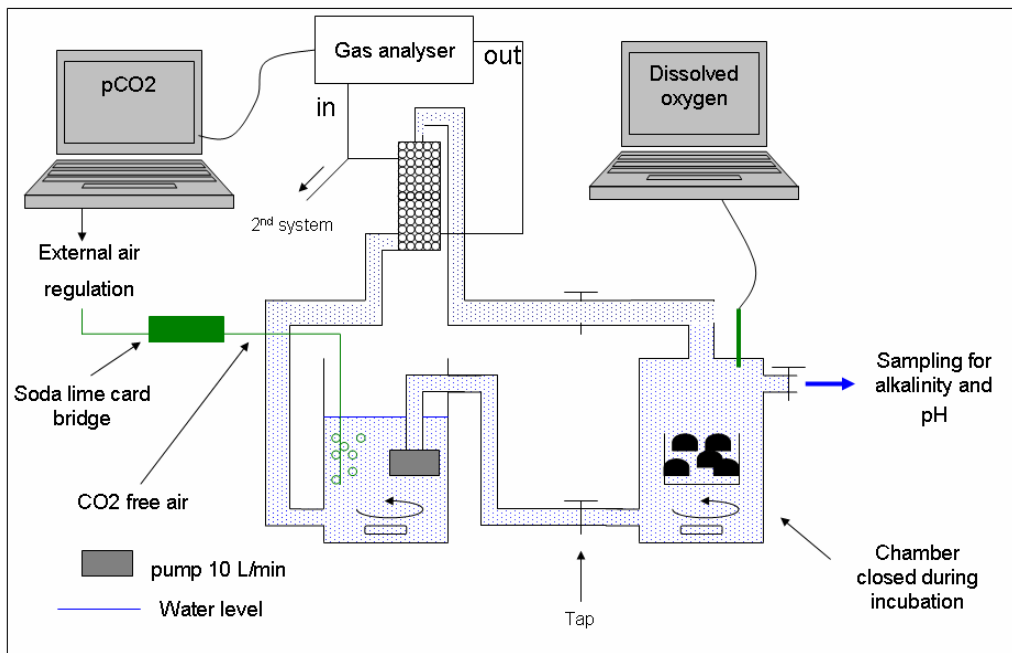 pCO2
Gas analyser
out
in
Dissolved
oxygen
2nd system
External air
regulation
Soda lime card
bridge
CO2 free air
Sampling for
alkalinity and
pH
pump 10 L/min
Water level
Tap
Chamber
closed during
incubation